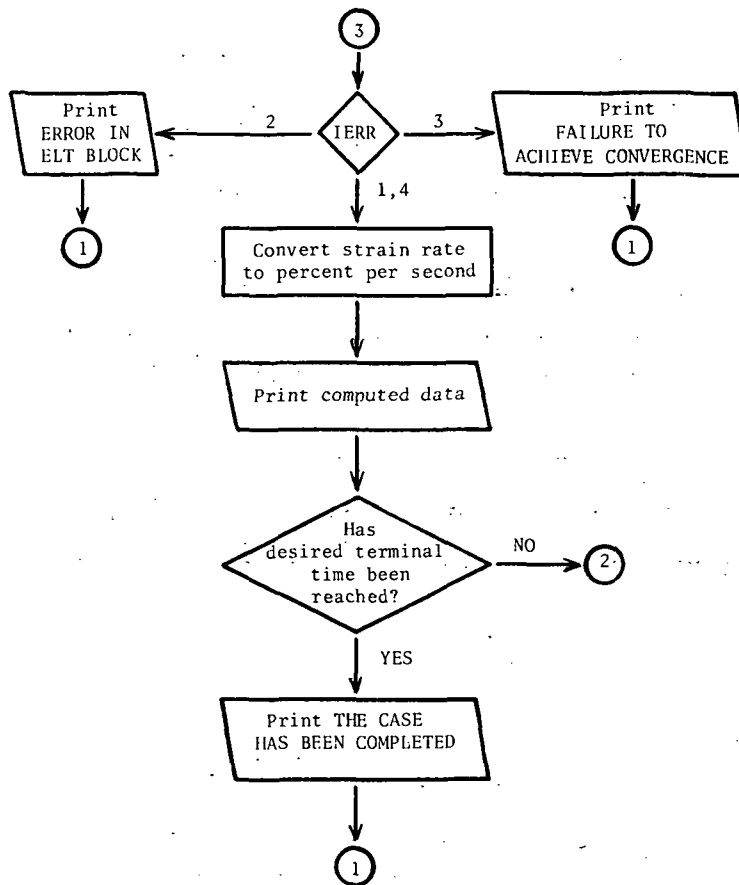 3
Print
ERROR IN
ELT BLOCK
2
IERR
3
Print
FAILURE TO
ACHIEVE CONVERGENCE
1
1,4
1
Convert strain rate
to percent per second
Print computed data
Has
desired terminal
time been
reached?
NO
2
YES
Print THE CASE
HAS BEEN COMPLETED
1